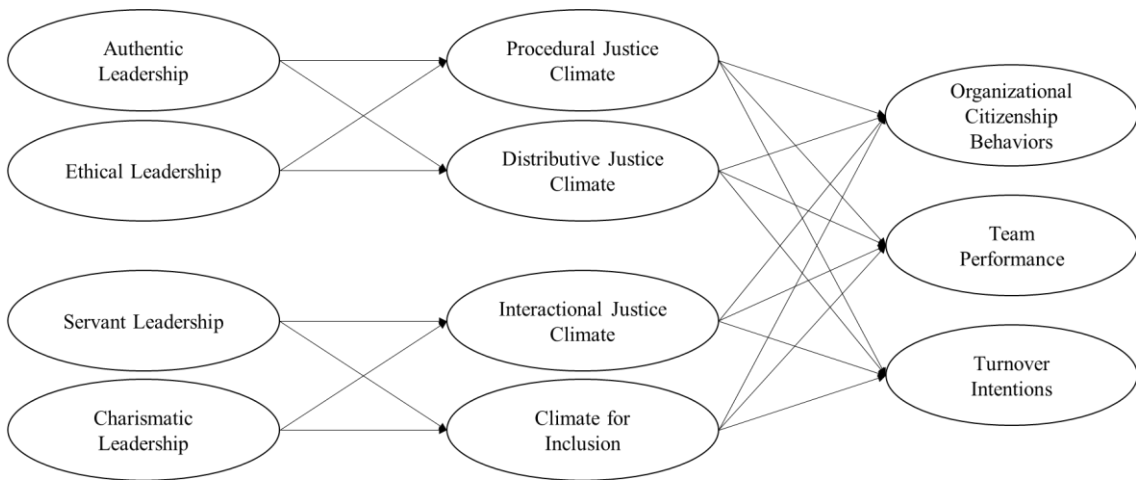 Authentic
Leadership
Ethical Leadership
Servant Leadership
Charismatic
Leadership
Procedural Justice
Climate
Distributive Justice
Climate
Interactional Justice
Climate
Climate for
Inclusion
Organizational
Citizenship
Behaviors
Team
Performance
Turnover
Intentions